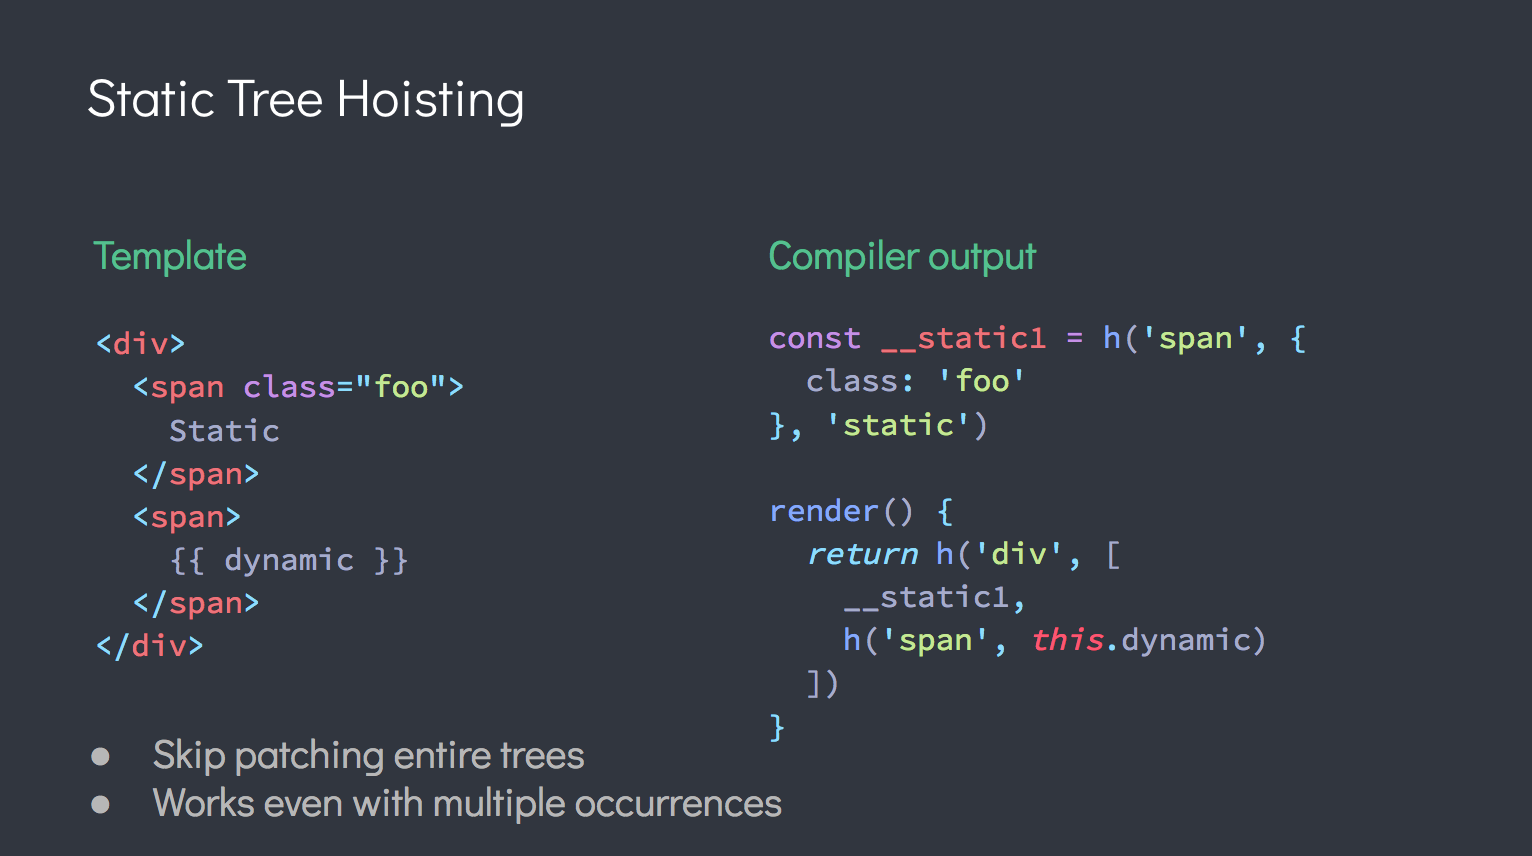 Static Tree Hoisting
Template
<div>
  <span class="foo">
    Static
  </span>
  <span>
    {{ dynamic }}
  </span>
</div>
● Skip patching entire trees
● Works even with multiple occurrences
Compiler output
const __static1 = h('span', {
  class: 'foo'
}, 'static')

render() {
  return h('div', [
    __static1,
    h('span', this.dynamic)
  ])
}